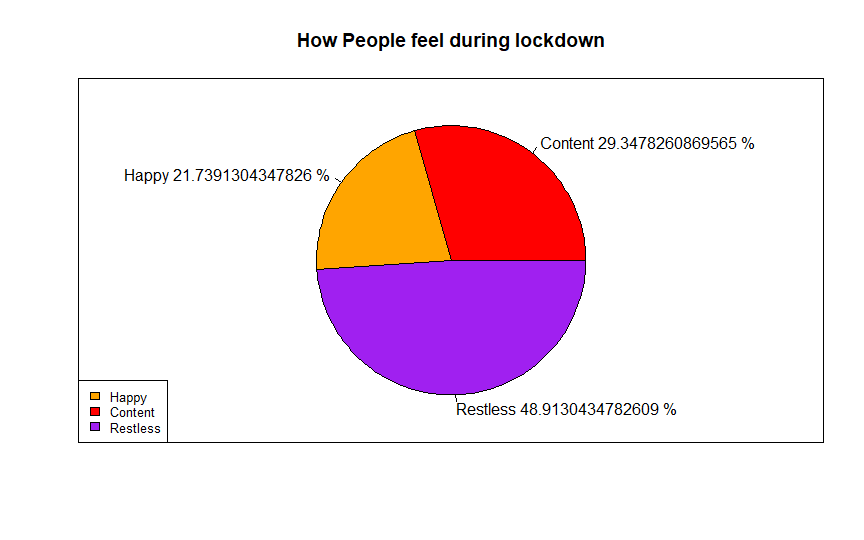 How People feel during lockdown
Content 29.3478260869565 %
Happy 21.7391304347826 %
Restless 48.9130434782609 %
Happy
Content
Restless